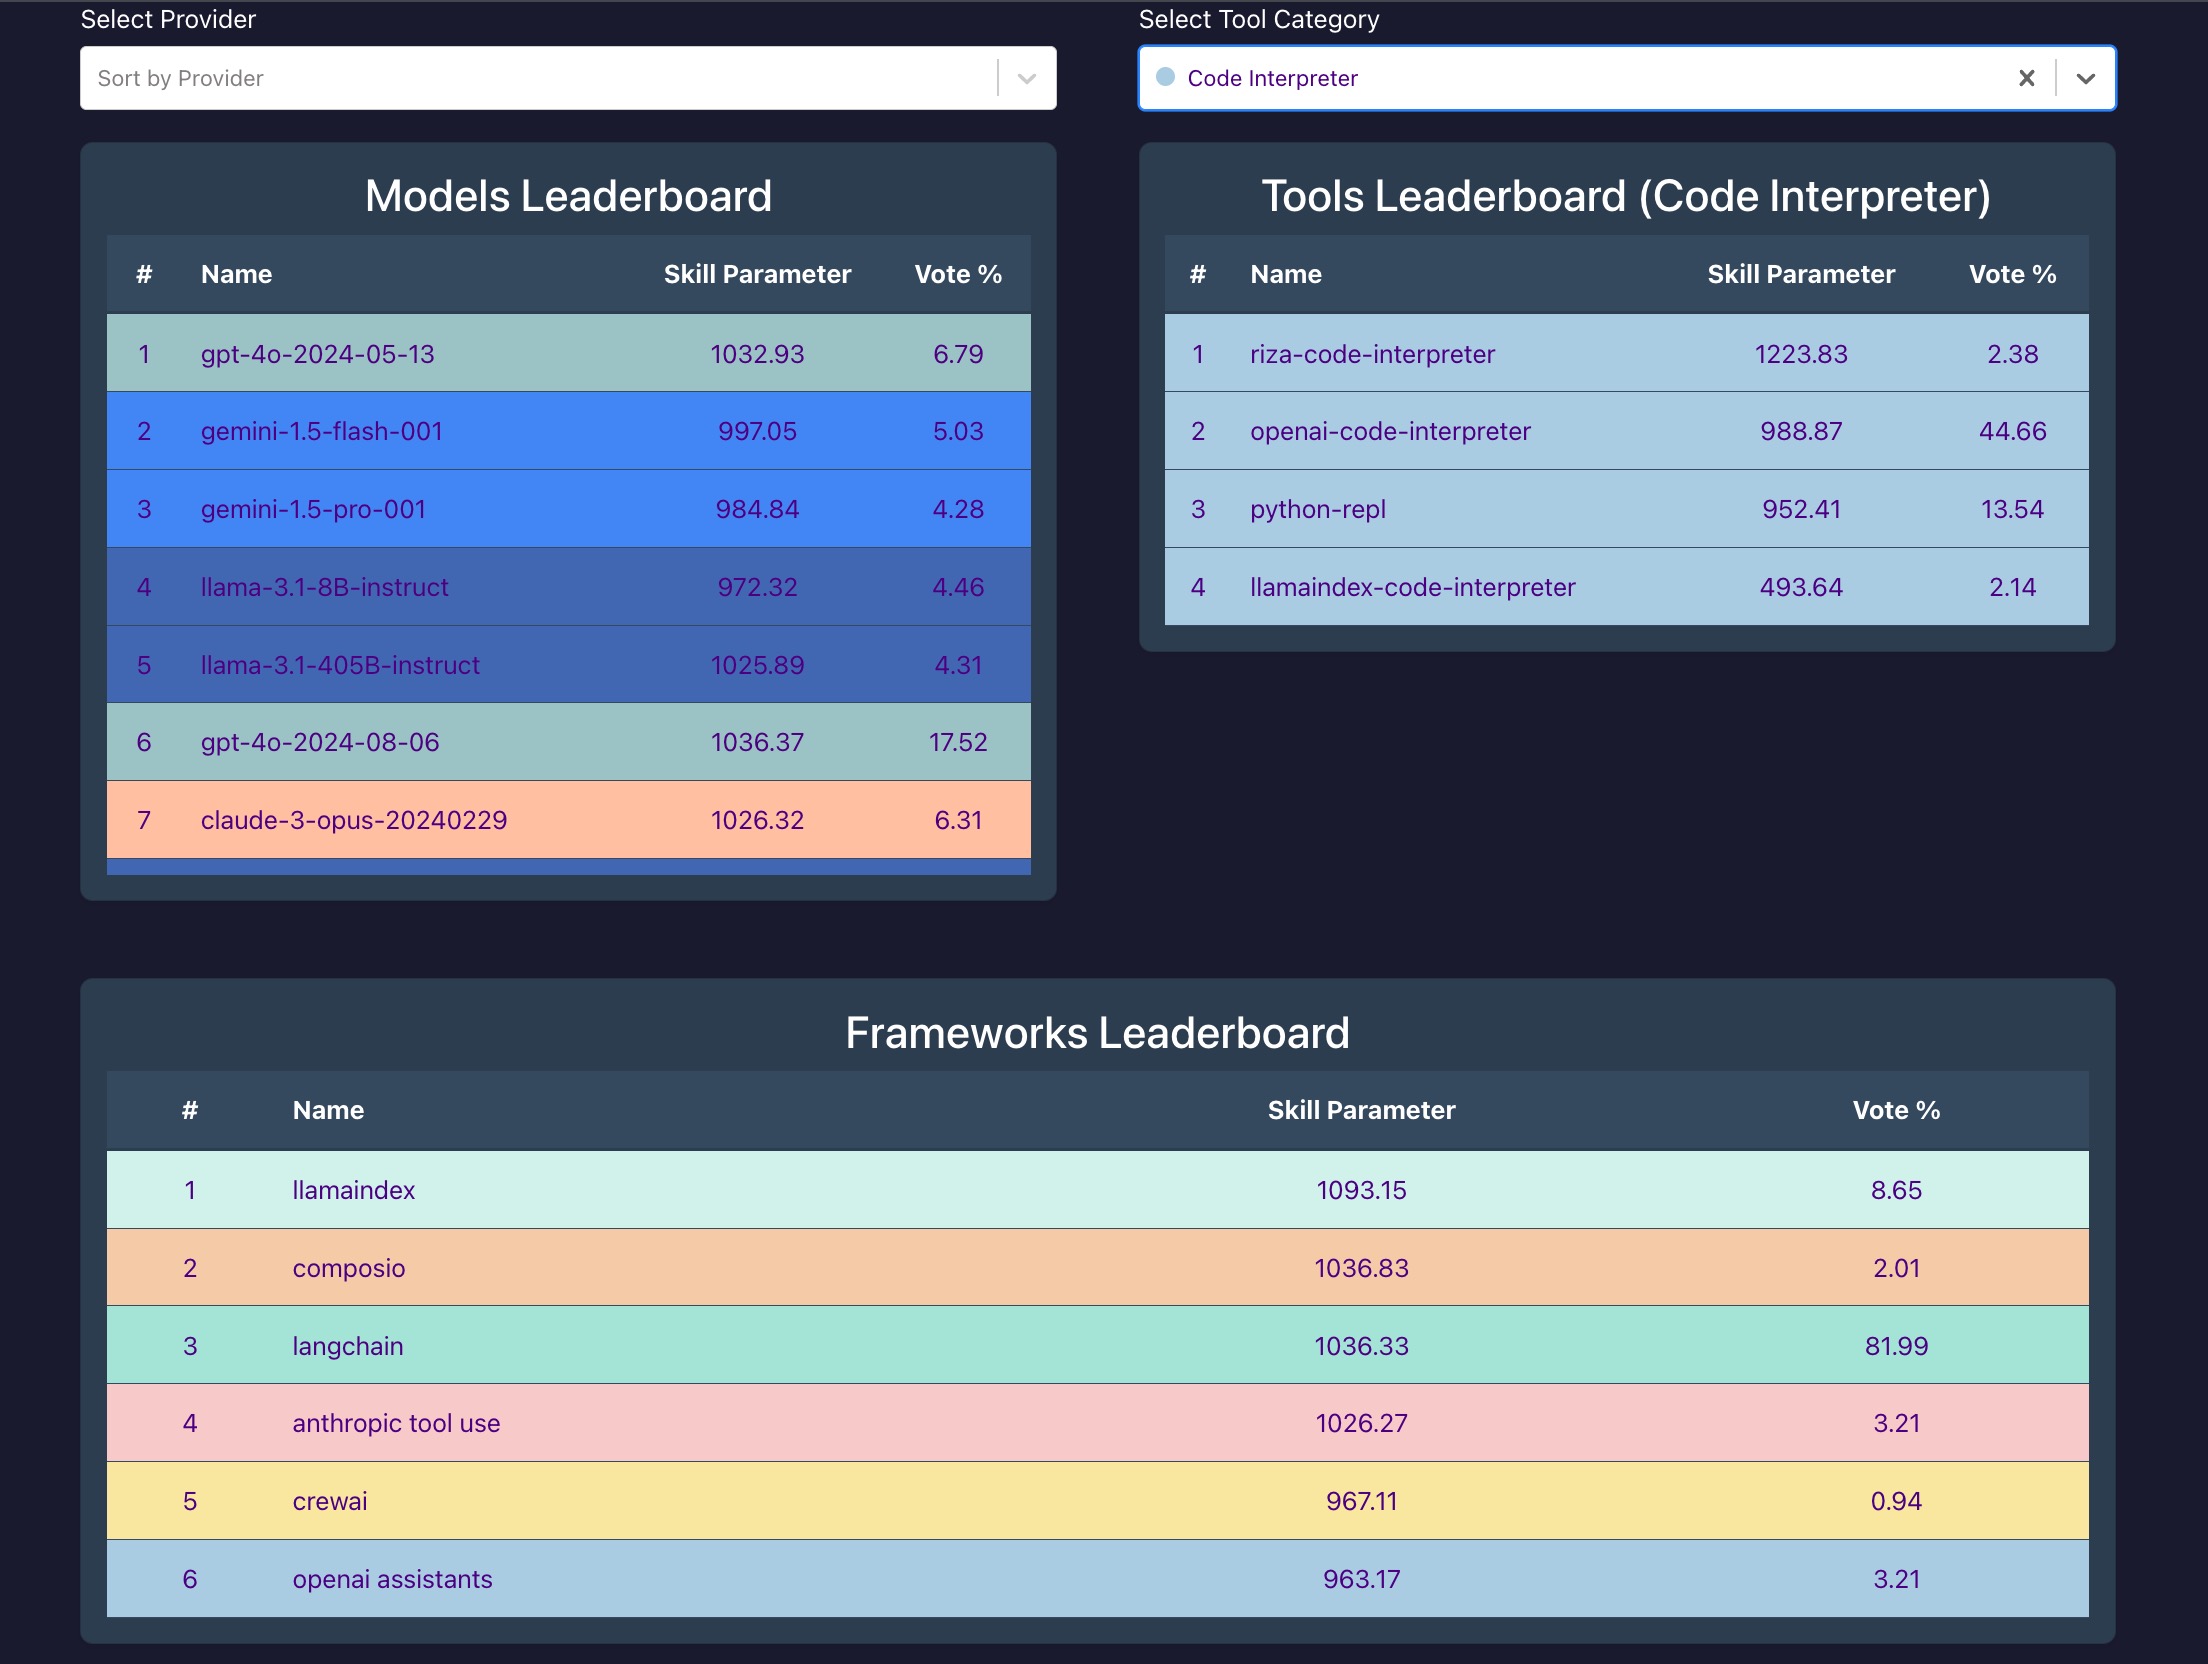 Select Provider
Sort by Provider
Select Tool Category
Code Interpreter
Models Leaderboard
# Name Skill Parameter Vote %
1 gpt-4o-2024-05-13 1032.93 6.79
2 gemini-1.5-flash-001 997.05 5.03
3 gemini-1.5-pro-001 984.84 4.28
4 llama-3.1-8B-instruct 972.32 4.46
5 llama-3.1-405B-instruct 1025.89 4.31
6 gpt-4o-2024-08-06 1036.37 17.52
7 claude-3-opus-20240229 1026.32 6.31
Tools Leaderboard (Code Interpreter)
# Name Skill Parameter Vote %
1 riza-code-interpreter 1223.83 2.38
2 openai-code-interpreter 988.87 44.66
3 python-repl 952.41 13.54
4 llamaindex-code-interpreter 493.64 2.14
Frameworks Leaderboard
# Name Skill Parameter Vote %
1 llamaindex 1093.15 8.65
2 composio 1036.83 2.01
3 langchain 1036.33 81.99
4 anthropic tool use 1026.27 3.21
5 crewai 967.11 0.94
6 openai assistants 963.17 3.21